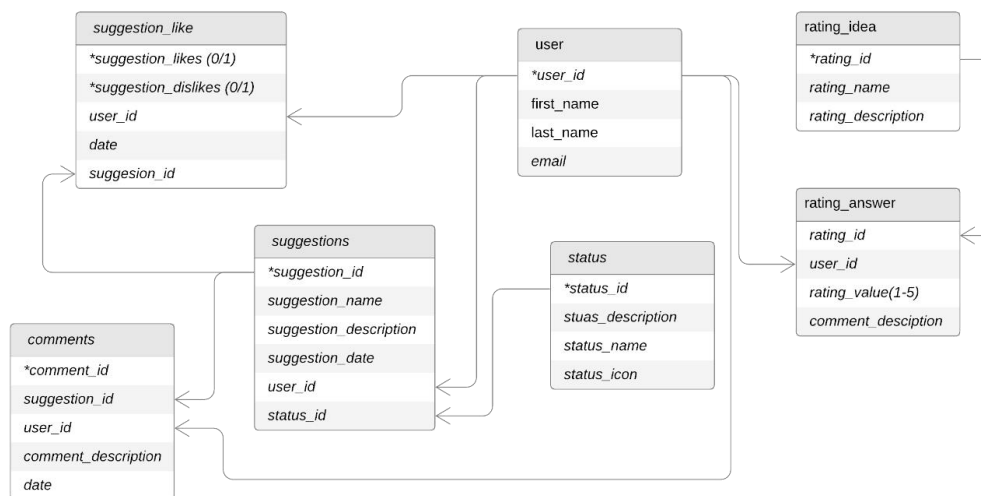 suggestion_like
*suggestion_likes (0/1)
*suggestion_dislikes (0/1)
user_id
date
suggesion_id
user
*user_id
first_name
last_name
email
rating_idea
*rating_id
rating_name
rating_description
rating_answer
rating_id
user_id
rating_value(1-5)
comment_desciption
suggestions
*suggestion_id
suggestion_name
suggestion_description
suggestion_date
user_id
status_id
status
*status_id
stuas_description
status_name
status_icon
comments
*comment_id
suggestion_id
user_id
comment_description
date